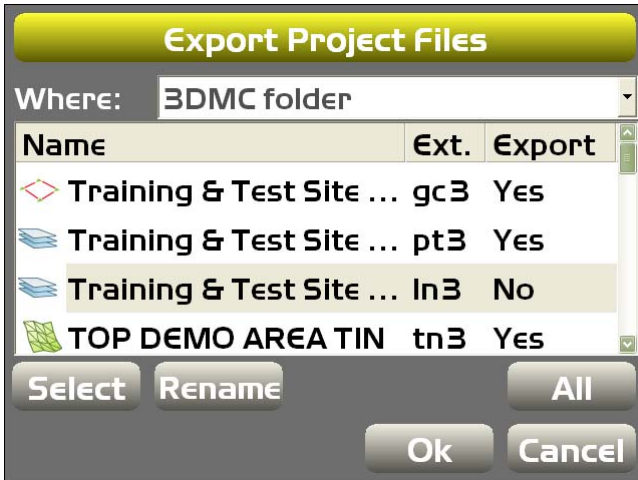 Export Project Files
Where: 3DMC folder
Name Ext. Export
Training & Test Site ... gc3 Yes
Training & Test Site ... pt3 Yes
Training & Test Site ... ln3 No
TOP DEMO AREA TIN tn3 Yes
Select Rename All
Ok Cancel